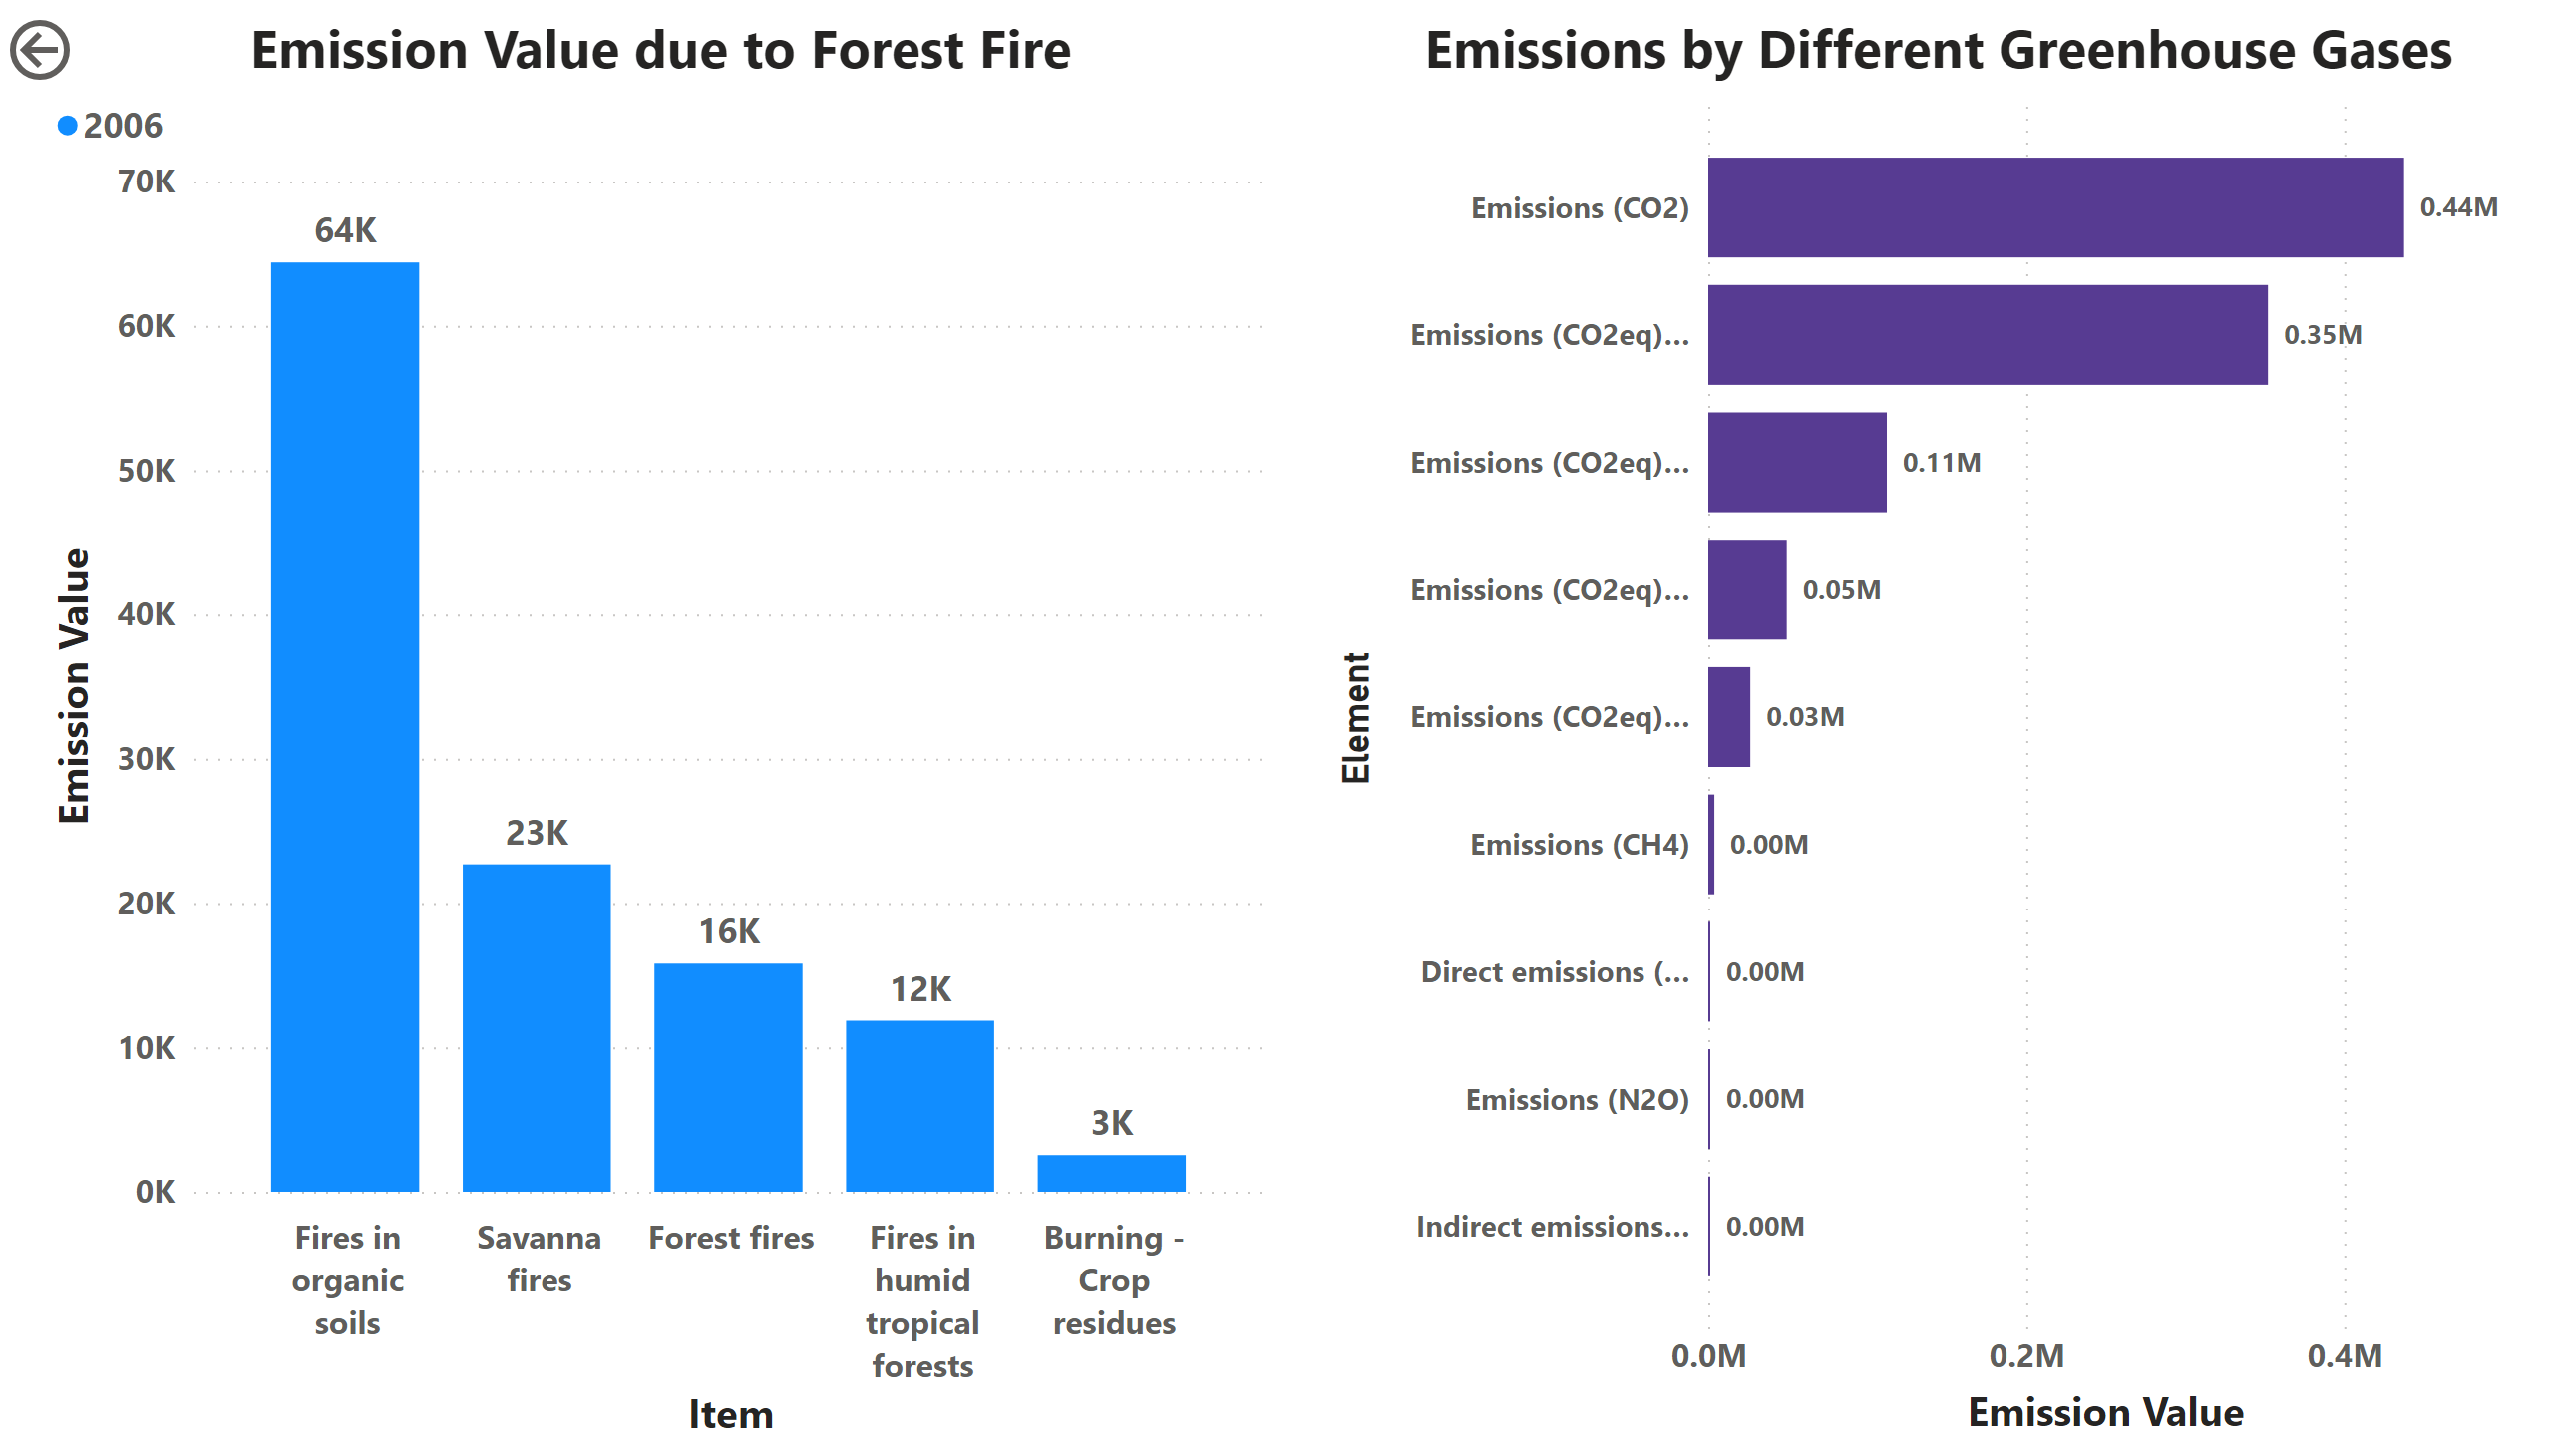 Emission Value due to Forest Fire
2006
70K
60K
50K
40K
30K
20K
10K
0K
Emission Value
64K
23K
16K
12K
3K
Fires in
organic
soils
Savanna
fires
Forest fires
Fires in
humid
tropical
forests
Burning -
Crop
residues
Item
Emissions by Different Greenhouse Gases
Element
Emissions (CO2)
0.44M
Emissions (CO2eq)...
0.35M
Emissions (CO2eq)...
0.11M
Emissions (CO2eq)...
0.05M
Emissions (CO2eq)...
0.03M
Emissions (CH4)
0.00M
Direct emissions (...
0.00M
Emissions (N2O)
0.00M
Indirect emissions...
0.00M
0.0M
0.2M
0.4M
Emission Value